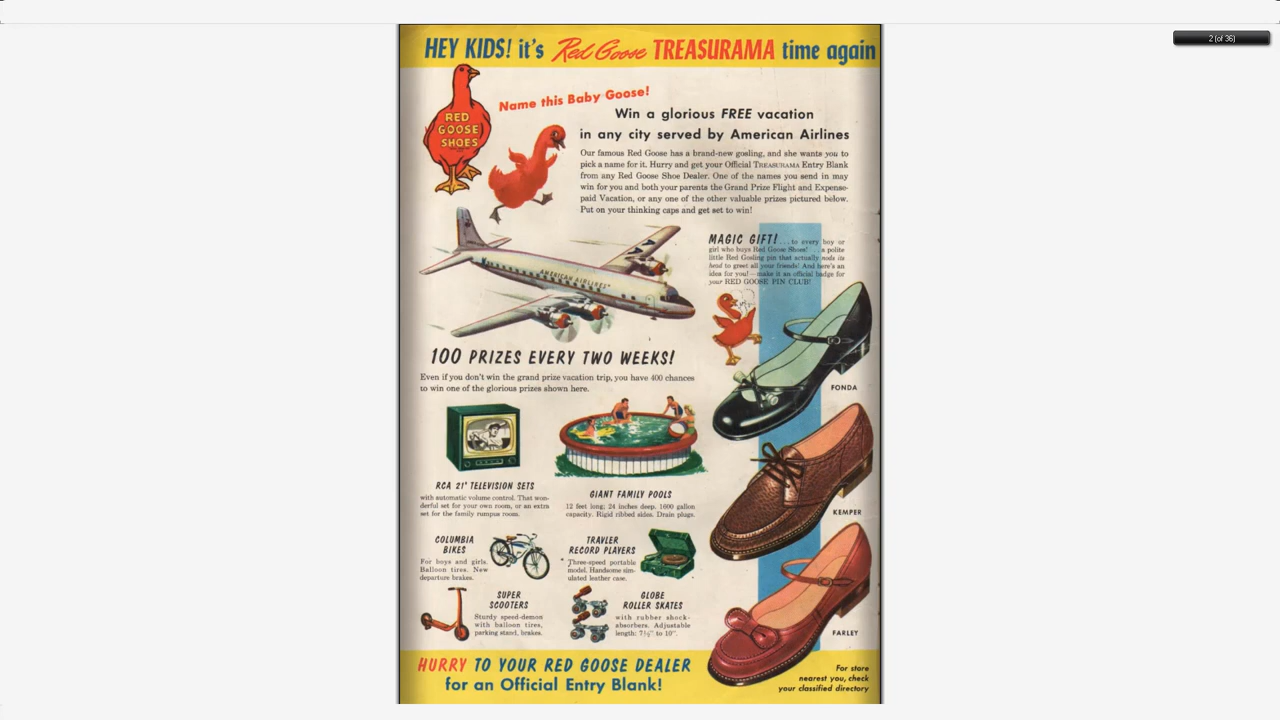 2 (of 36)
HEY KIDS! it's Red Goose TREASURAMA time again
RED
GOOSE
SHOES
Name this Baby Goose!
Win a glorious FREE vacation
in any city served by American Airlines
Our famous Red Goose has a brand-new gosling, and she wants you to
pick a name for it. Hurry and get your Official TREASURAMA Entry Blank
from any Red Goose Shoe Dealer. One of the names you send in may
win for you and both your parents the Grand Prize Flight and Expense-
paid Vacation, or any one of the other valuable prizes pictured below.
Put on your thinking caps and get set to win!
AMERICAN AIRLINES
MAGIC GIFT! ... to every boy or
girl who buys Red Goose Shoes! ... a polite
little Red Gosling pin that actually nods its
head to greet all your friends! And here's an
idea for you!—make it an official badge for
your RED GOOSE PIN CLUB!
100 PRIZES EVERY TWO WEEKS!
Even if you don't win the grand prize vacation trip, you have 400 chances
to win one of the glorious prizes shown here.
FONDA
KEMPER
FARLEY
RCA 21" TELEVISION SETS
with automatic volume control. That won-
derful set for your own room, or an extra
set for the family rumpus room.
GIANT FAMILY POOLS
12 feet long; 24 inches deep. 1600 gallon
capacity. Rigid ribbed sides. Drain plugs.
COLUMBIA
BIKES
For boys and girls.
Balloon tires. New
departure brakes.
TRAVLER
RECORD PLAYERS
Three-speed portable
model. Handsome sim-
ulated leather case.
SUPER
SCOOTERS
Sturdy speed-demon
with balloon tires,
parking stand, brakes.
GLOBE
ROLLER SKATES
with rubber shock-
absorbers. Adjustable
length: 7½" to 10".
HURRY TO YOUR RED GOOSE DEALER
for an Official Entry Blank!
For store
nearest you, check
your classified directory